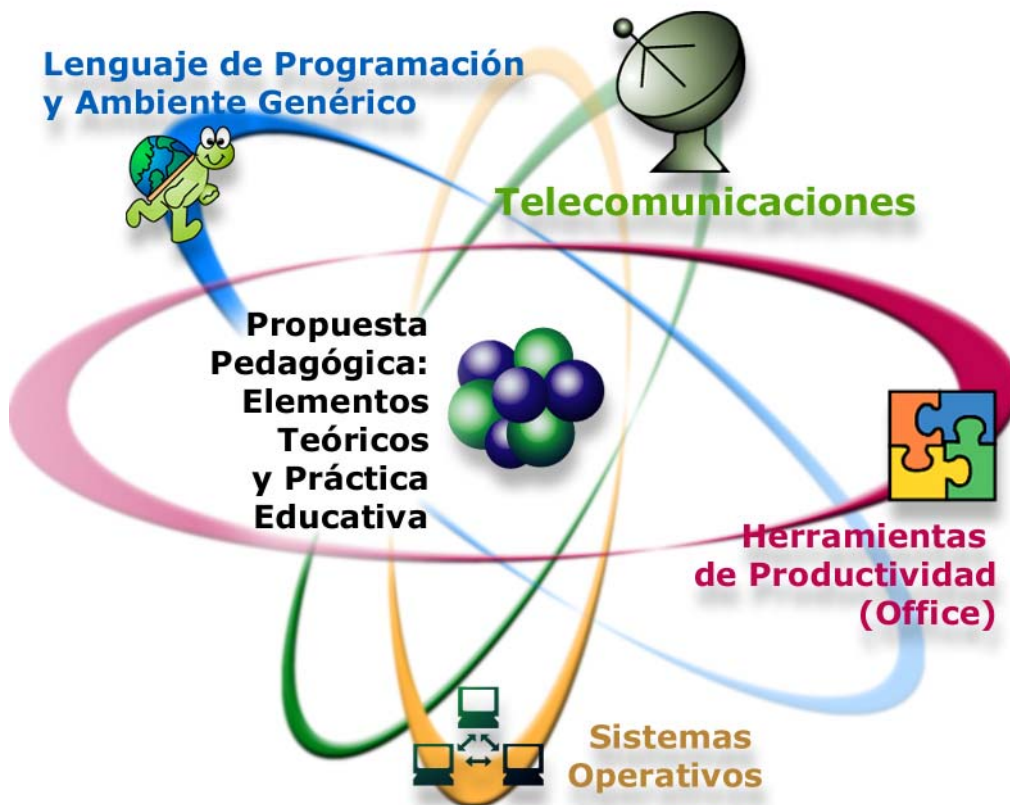 Lenguaje de Programación
y Ambiente Genérico
Telecomunicaciones
Propuesta
Pedagógica:
Elementos
Teóricos
y Práctica
Educativa
Herramientas
de Productividad
(Office)
Sistemas
Operativos